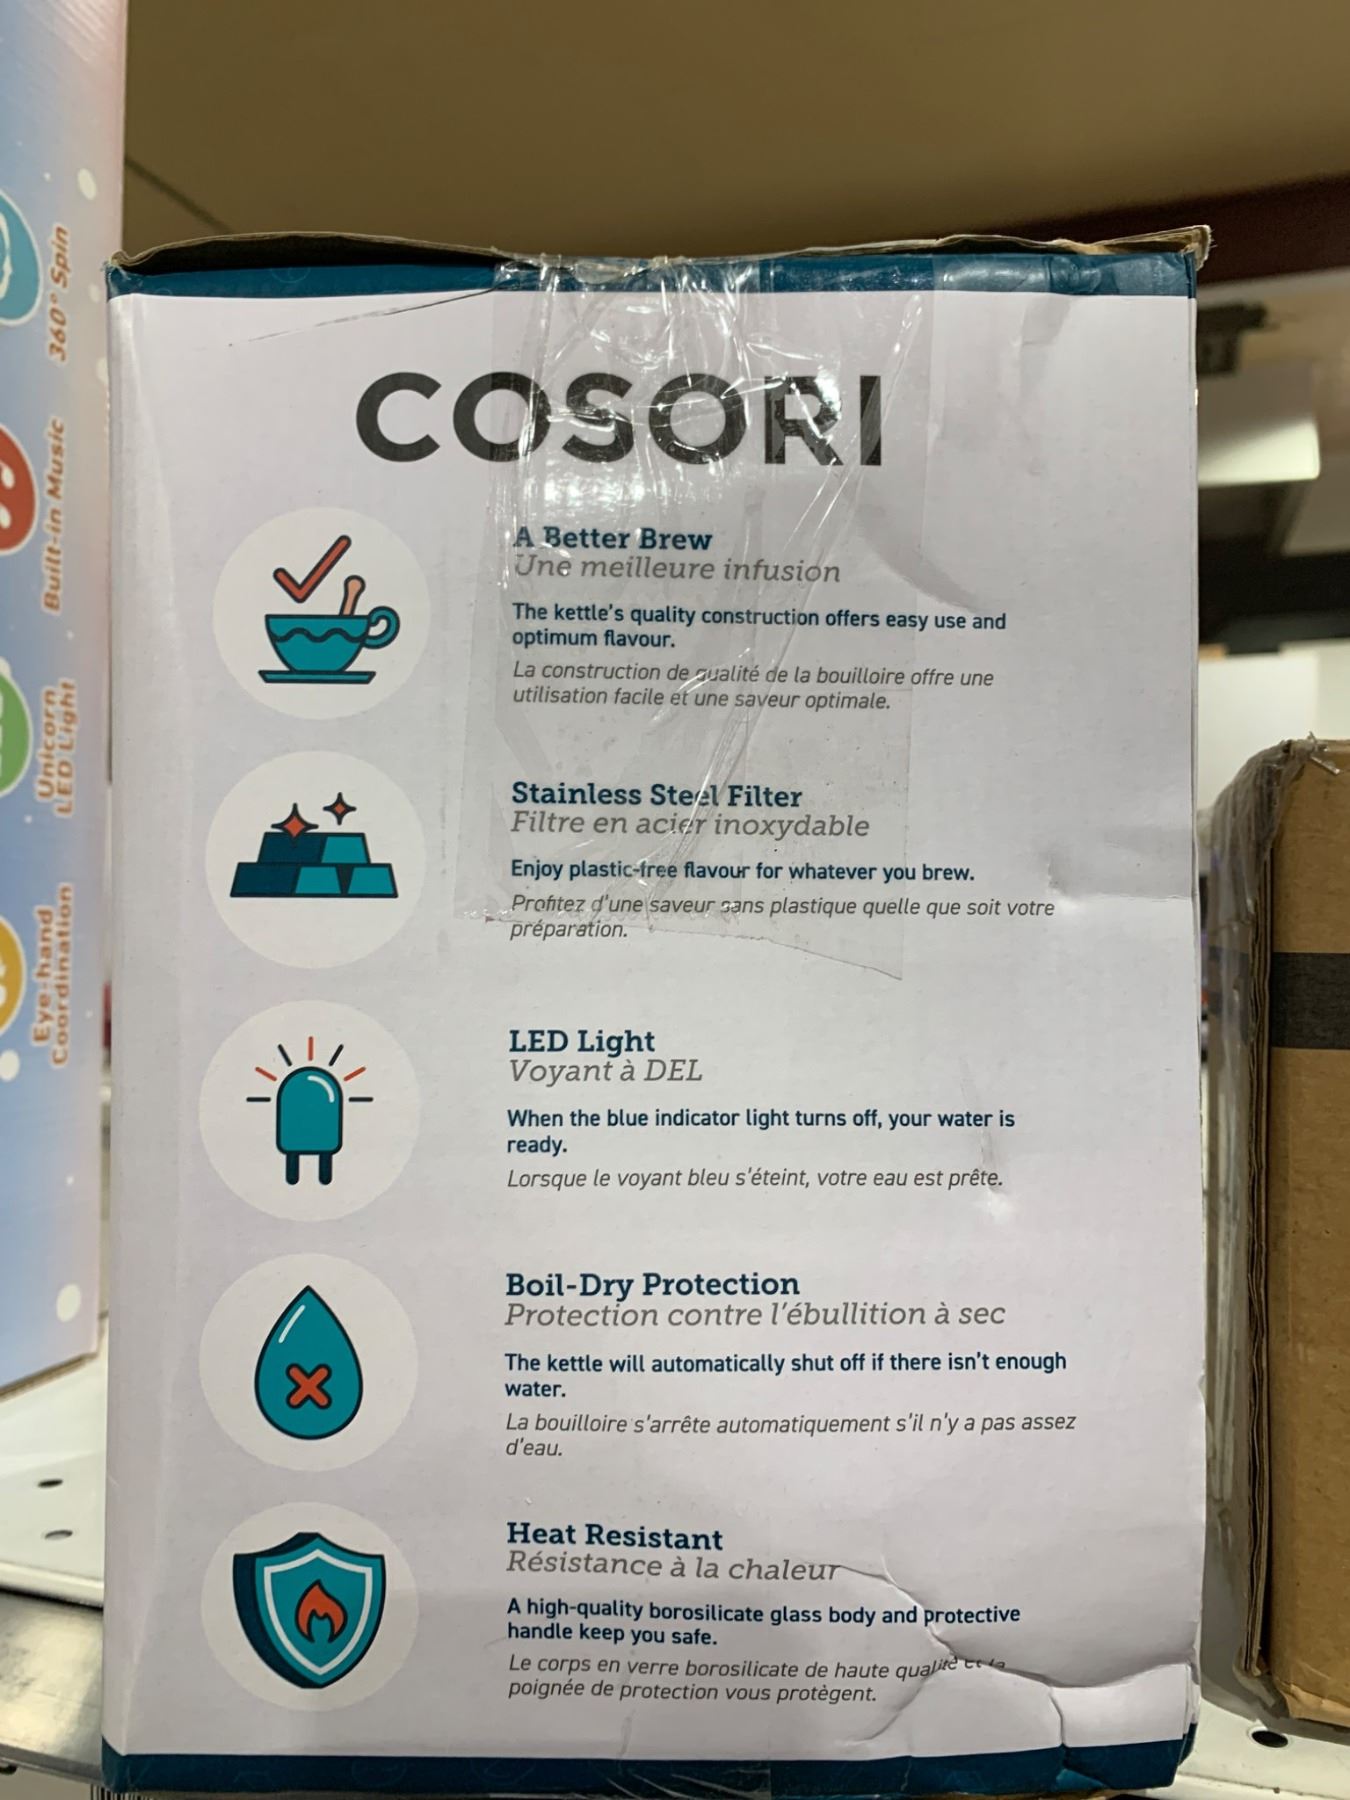 COSORI
A Better Brew
Une meilleure infusion
The kettle's quality construction offers easy use and
optimum flavour.
La construction de qualité de la bouilloire offre une
utilisation facile et une saveur optimale.
Stainless Steel Filter
Filtre en acier inoxydable
Enjoy plastic-free flavour for whatever you brew.
Profitez d'une saveur sans plastique quelle que soit votre
préparation.
LED Light
Voyant à DEL
When the blue indicator light turns off, your water is
ready.
Lorsque le voyant bleu s'éteint, votre eau est prête.
Boil-Dry Protection
Protection contre l'ébullition à sec
The kettle will automatically shut off if there isn't enough
water.
La bouilloire s'arrête automatiquement s'il n'y a pas assez
d'eau.
Heat Resistant
Résistance à la chaleur
A high-quality borosilicate glass body and protective
handle keep you safe.
Le corps en verre borosilicate de haute qualité et la
poignée de protection vous protègent.
360° Spin
Built-in Music
Unicorn
LED Light
Eye-hand
Coordination